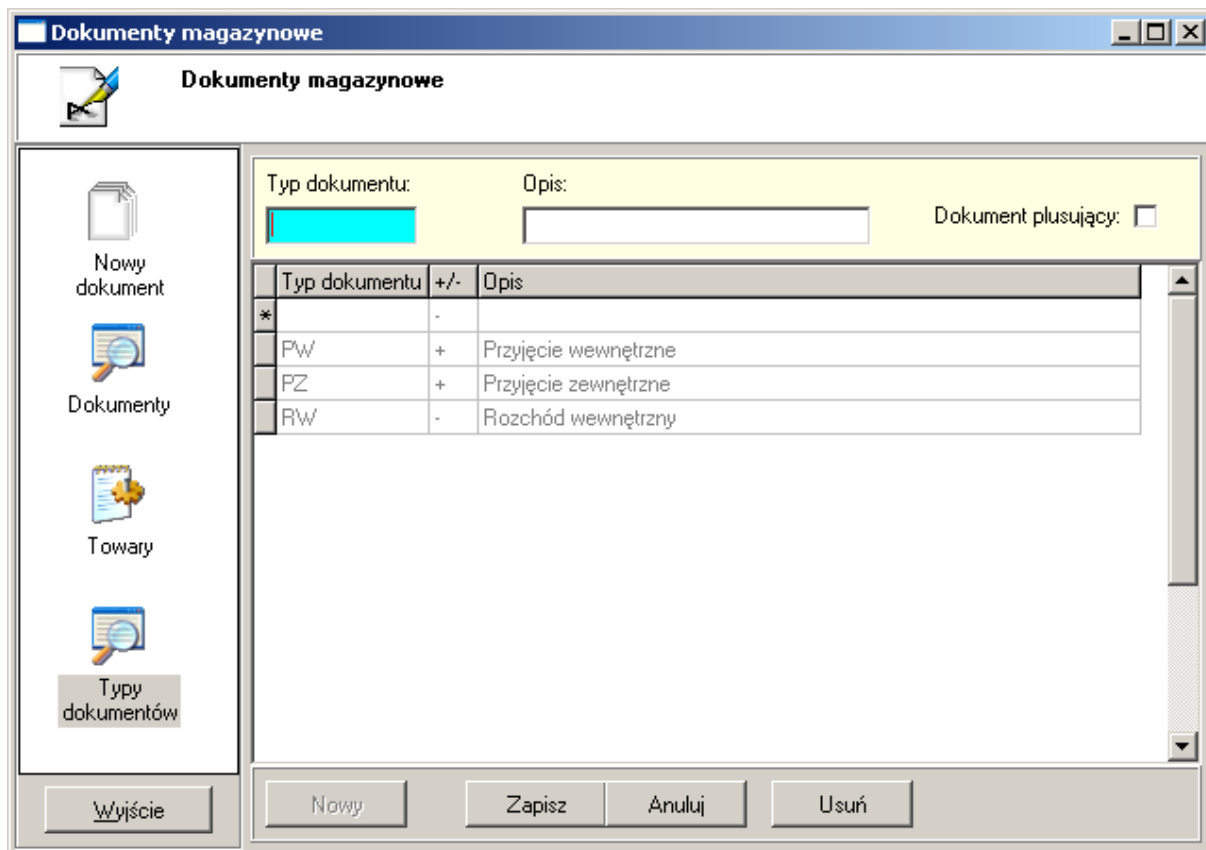 Dokumenty magazynowe
Dokumenty magazynowe
Nowy
dokument
Dokumenty
Towary
Typy
dokumentów
Wyjście
Typ dokumentu: Opis:
Dokument plusujący:
Typ dokumentu +/- Opis
* -
PW + Przyjęcie wewnętrzne
PZ + Przyjęcie zewnętrzne
RW - Rozchód wewnętrzny
Nowy Zapisz Anuluj Usuń